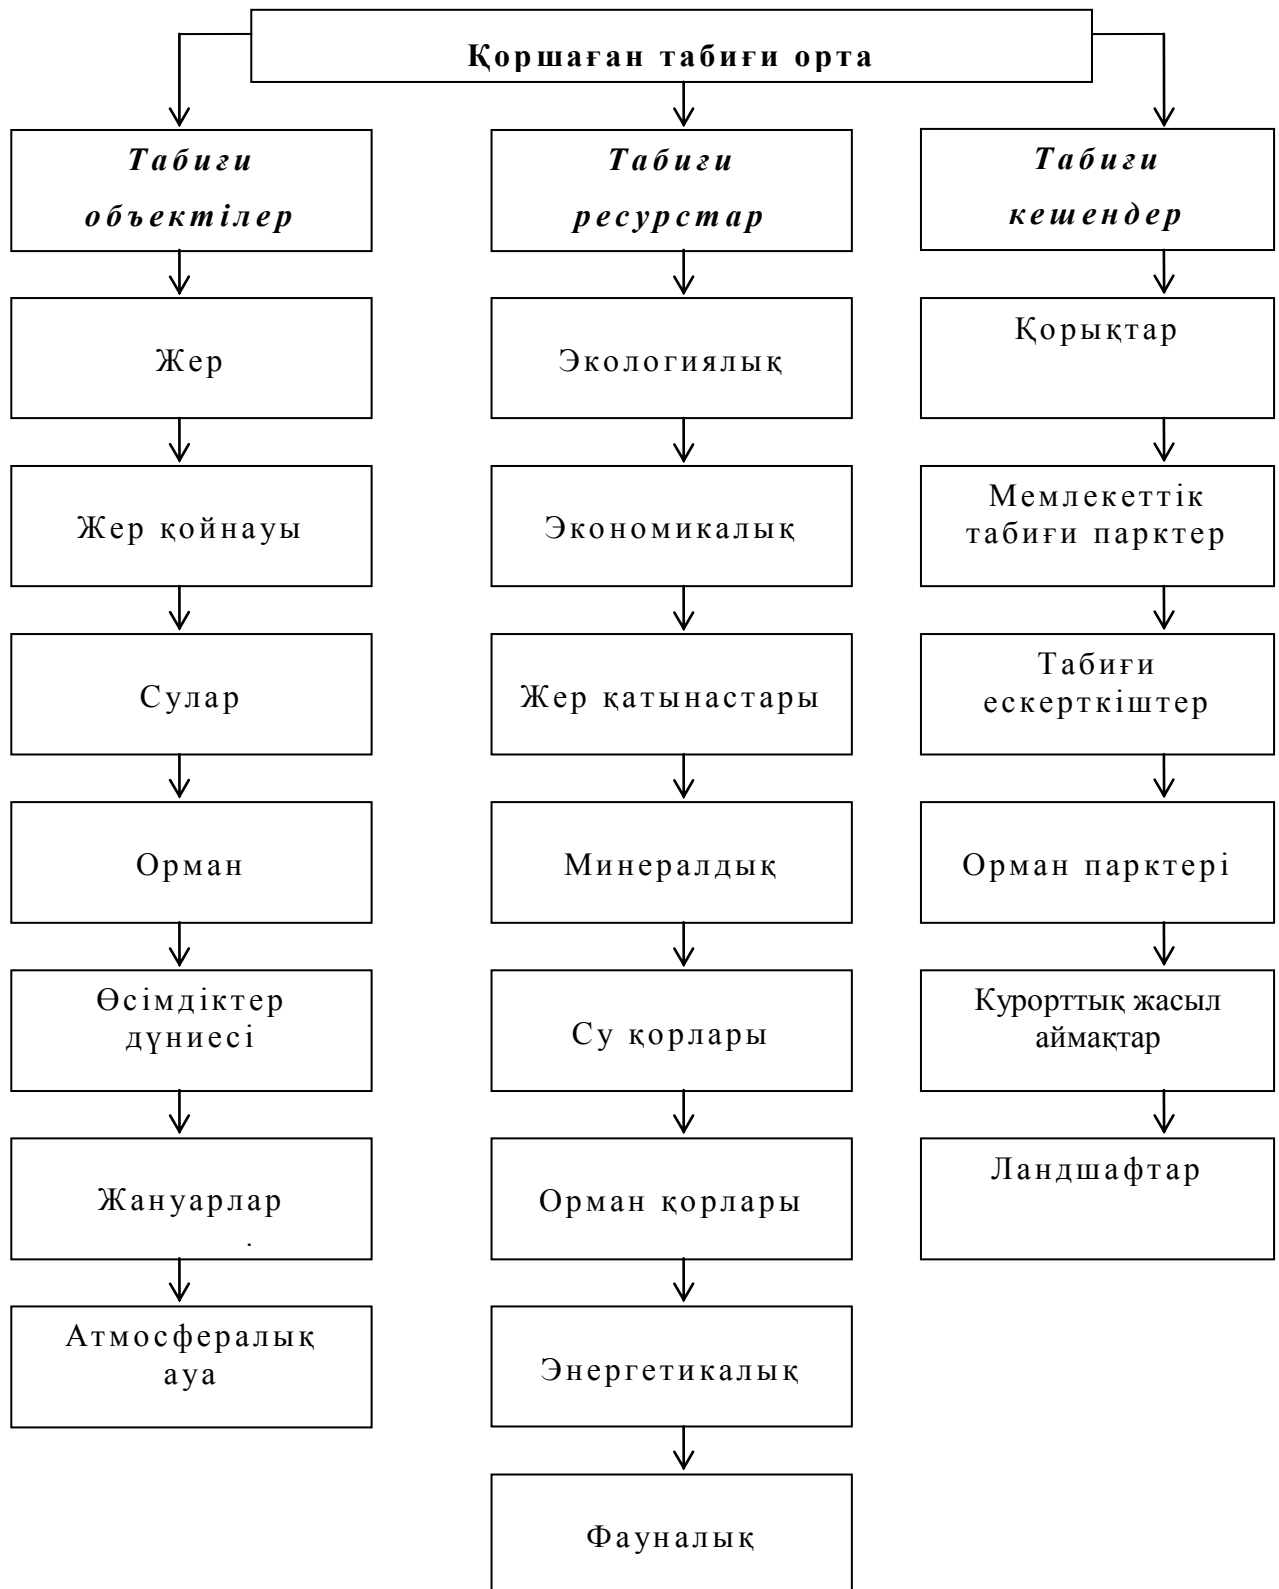 Қоршаған табиғи орта
Табиғи
объектілер
Жер
Жер қойнауы
Сулар
Орман
Өсімдіктер
дүниесі
Жануарлар
Атмосфералық
ауа
Табиғи
ресурстар
Экологиялық
Экономикалық
Жер қатынастары
Минералдық
Су қорлары
Орман қорлары
Энергетикалық
Фауналық
Табиғи
кешендер
Қорықтар
Мемлекеттік
табиғи парктер
Табиғи
ескерткіштер
Орман парктері
Курорттық жасыл
аймақтар
Ландшафтар